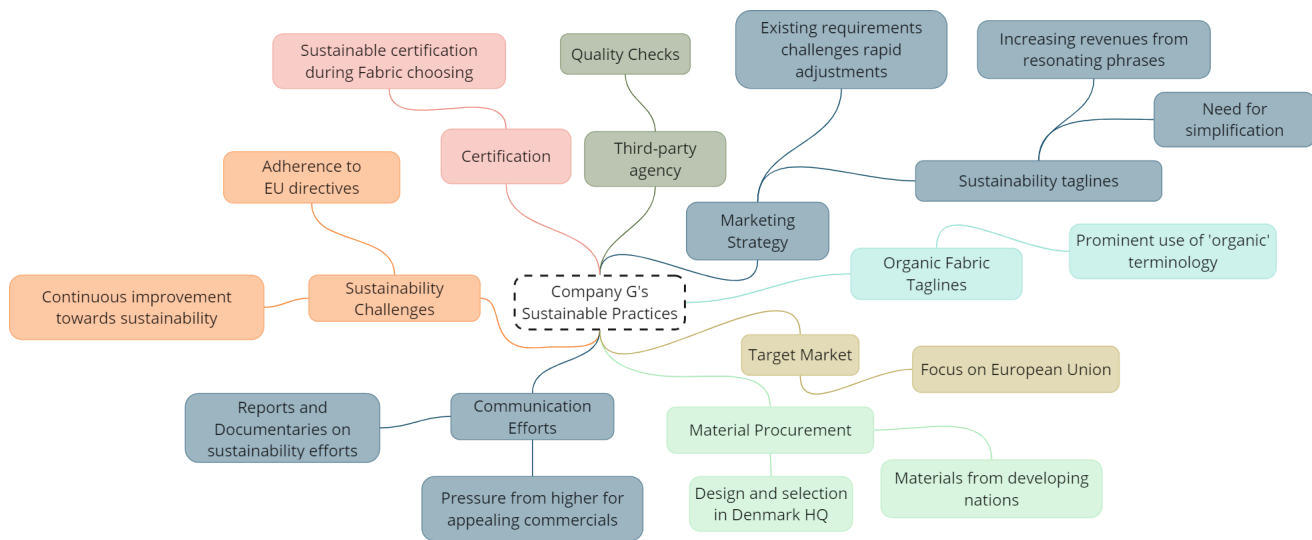 Existing requirements
challenges rapid
adjustments
Increasing revenues from
resonating phrases
Sustainable certification
during Fabric choosing
Quality Checks
Need for
simplification
Certification
Third-party
agency
Adherence to
EU directives
Sustainability taglines
Marketing
Strategy
Prominent use of 'organic'
terminology
Organic Fabric
Taglines
Continuous improvement
towards sustainability
Sustainability
Challenges
Company G's
Sustainable Practices
Target Market
Focus on European Union
Reports and
Documentaries on
sustainability efforts
Communication
Efforts
Material Procurement
Pressure from higher for
appealing commercials
Design and selection
in Denmark HQ
Materials from developing
nations